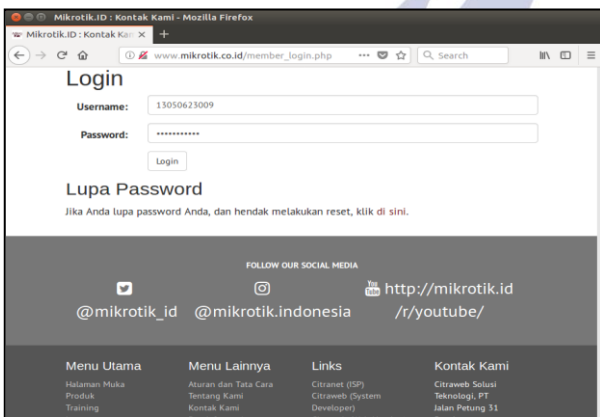 Mikrotik.ID : Kontak Kami - Mozilla Firefox
Mikrotik.ID : Kontak Kam
www.mikrotik.co.id/member_login.php
Search
Login
Username: 13050623009
Password: •••••••••••
Login
Lupa Password
Jika Anda lupa password Anda, dan hendak melakukan reset, klik di sini.
FOLLOW OUR SOCIAL MEDIA
@mikrotik_id
@mikrotik.indonesia
You Tube http://mikrotik.id
/r/youtube/
Menu Utama
Halaman Muka
Produk
Training
Menu Lainnya
Aturan dan Tata Cara
Tentang Kami
Kontak Kami
Links
Citranet (ISP)
Citraweb (System
Developer)
Kontak Kami
Citraweb Solusi
Teknologi, PT
Jalan Petung 31